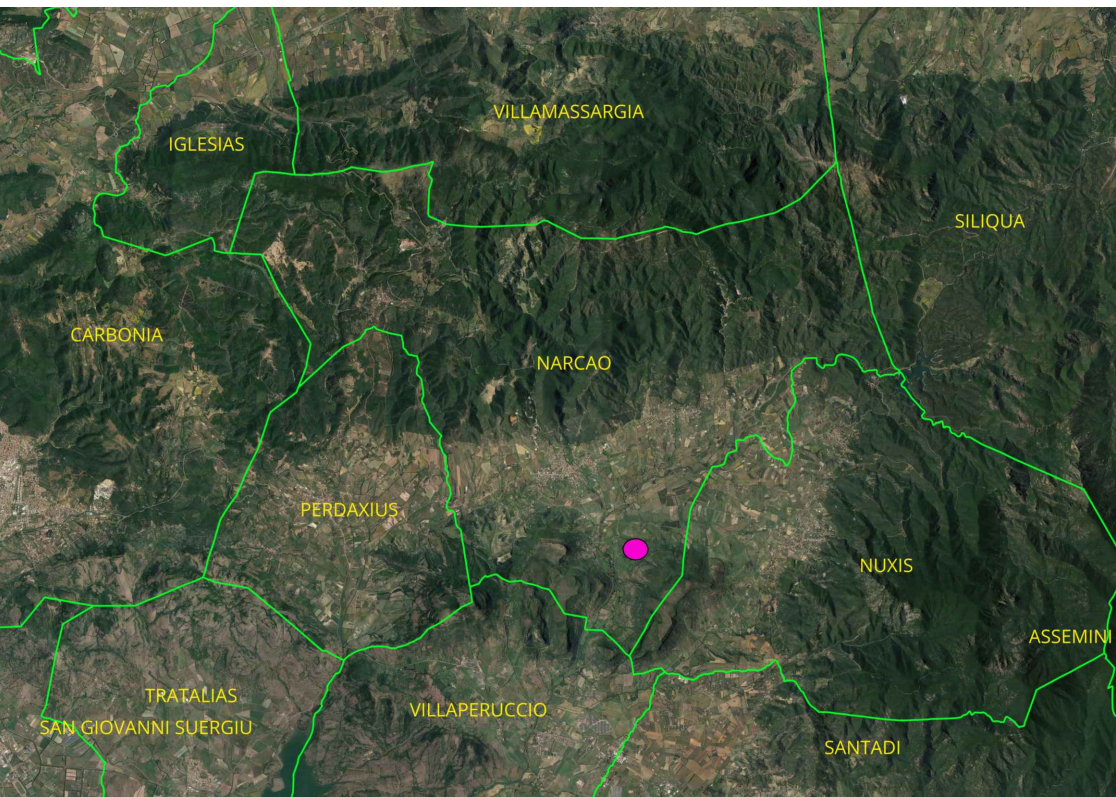 VILLAMASSARGIA
IGLESIAS
SILIQUA
CARBONIA
NARCAO
PERDAXIUS
NUXIS
ASSEMINI
TRATALIAS
VILLAPERUCCIO
SAN GIOVANNI SUERGIU
SANTADI